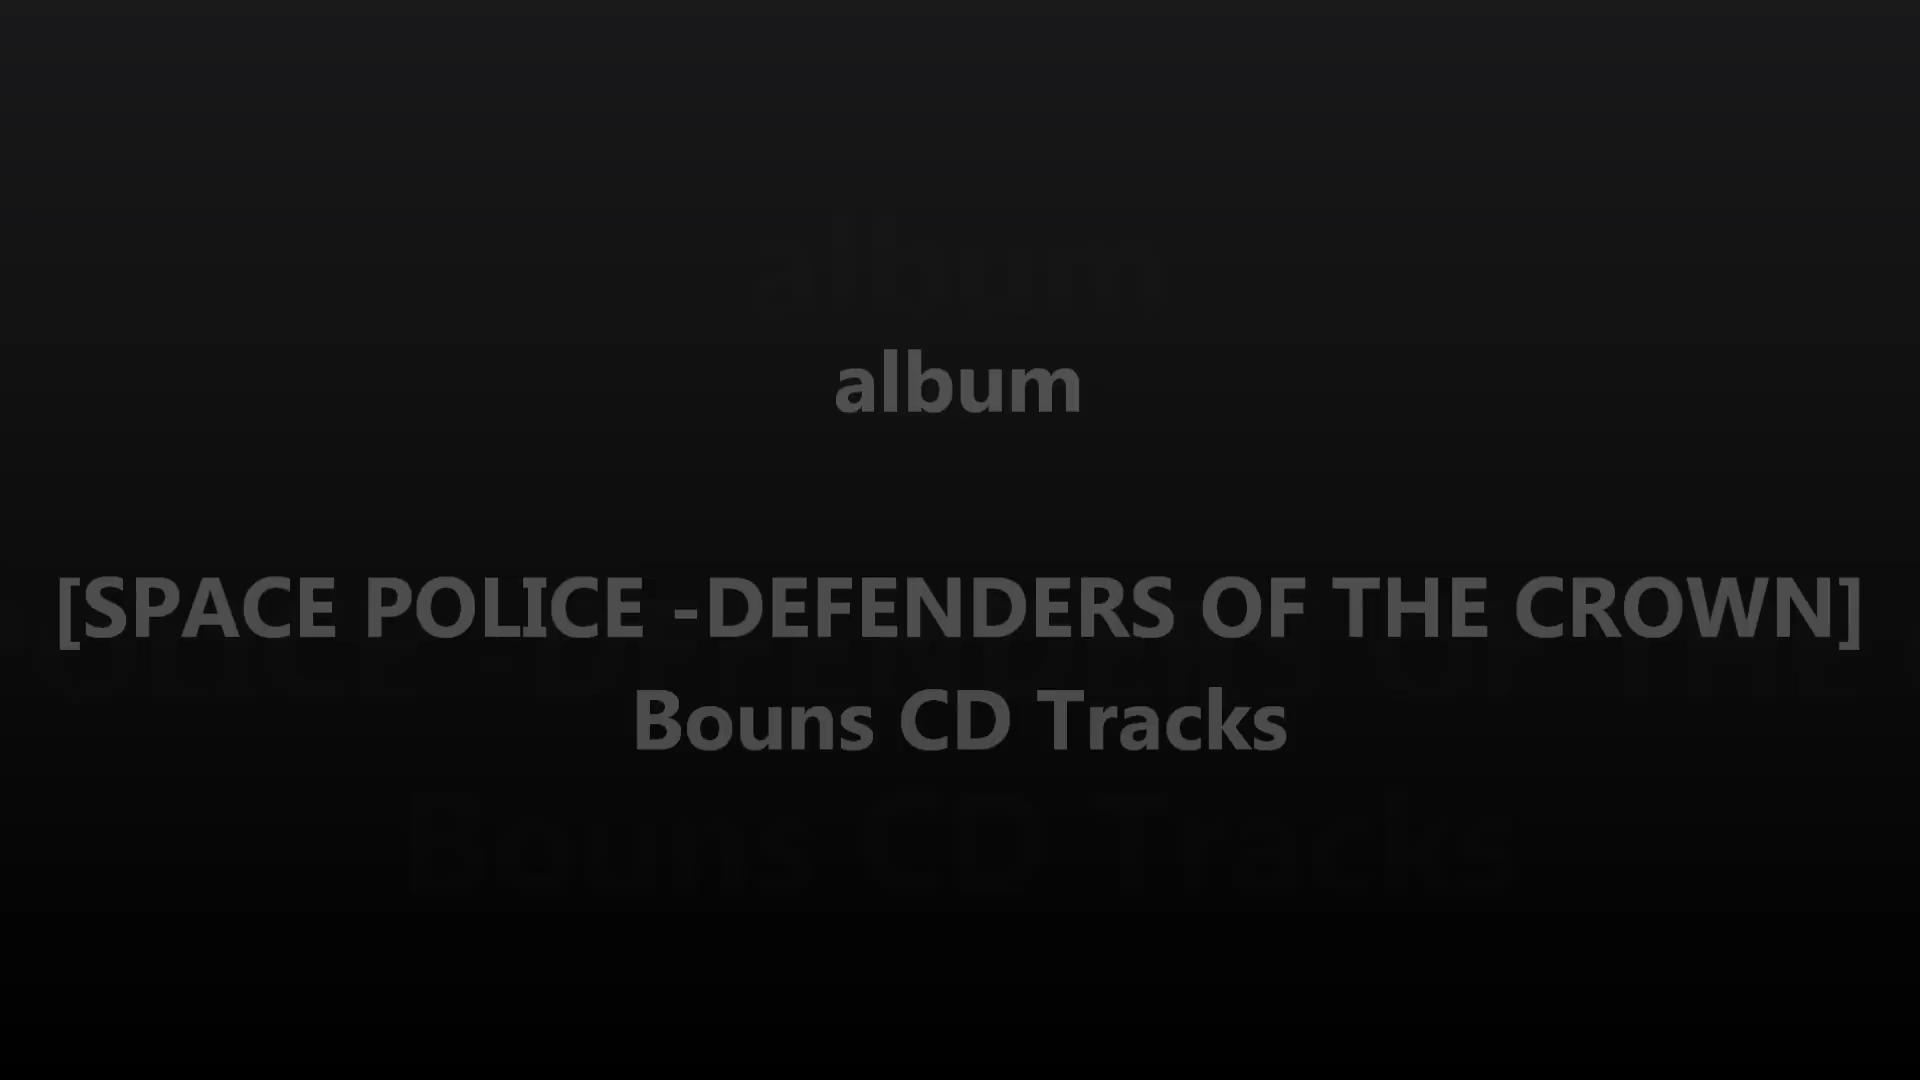 album
[SPACE POLICE -DEFENDERS OF THE CROWN]
Bouns CD Tracks